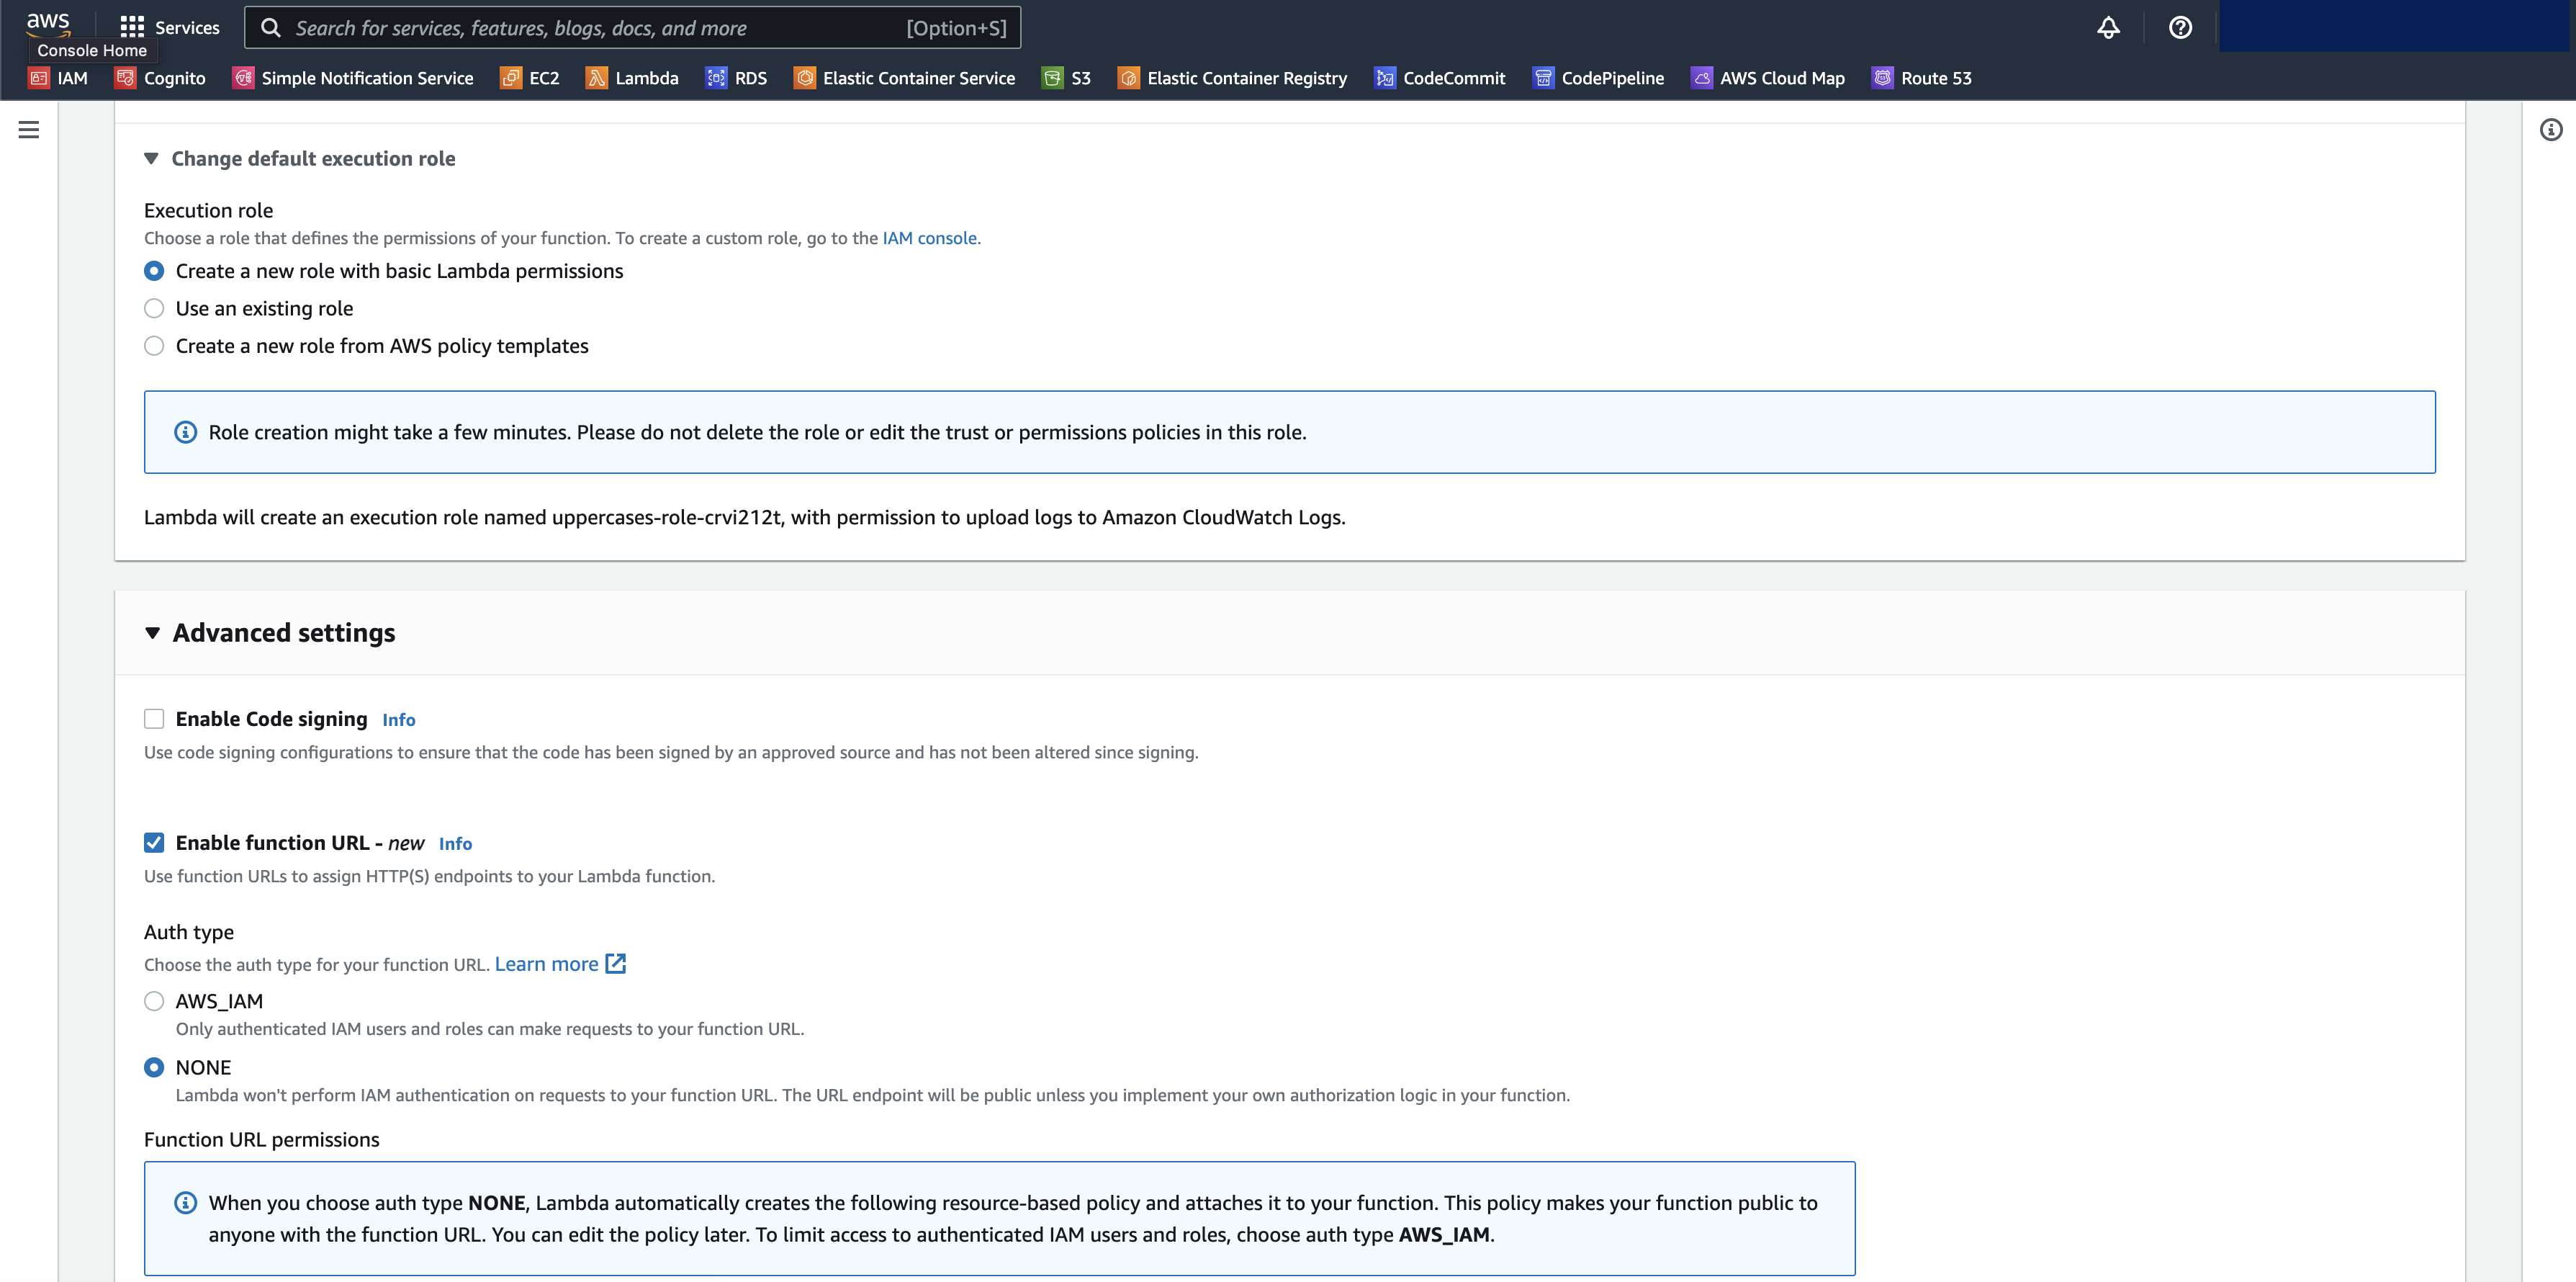 aws
Services
Search for services, features, blogs, docs, and more
[Option+S]
Console Home
IAM
Cognito
Simple Notification Service
EC2
Lambda
RDS
Elastic Container Service
S3
Elastic Container Registry
CodeCommit
CodePipeline
AWS Cloud Map
Route 53
Change default execution role
Execution role
Choose a role that defines the permissions of your function. To create a custom role, go to the IAM console.
Create a new role with basic Lambda permissions
Use an existing role
Create a new role from AWS policy templates
Role creation might take a few minutes. Please do not delete the role or edit the trust or permissions policies in this role.
Lambda will create an execution role named uppercases-role-crvi212t, with permission to upload logs to Amazon CloudWatch Logs.
Advanced settings
Enable Code signing Info
Use code signing configurations to ensure that the code has been signed by an approved source and has not been altered since signing.
Enable function URL - new Info
Use function URLs to assign HTTP(S) endpoints to your Lambda function.
Auth type
Choose the auth type for your function URL. Learn more
AWS_IAM
Only authenticated IAM users and roles can make requests to your function URL.
NONE
Lambda won't perform IAM authentication on requests to your function URL. The URL endpoint will be public unless you implement your own authorization logic in your function.
Function URL permissions
When you choose auth type NONE, Lambda automatically creates the following resource-based policy and attaches it to your function. This policy makes your function public to
anyone with the function URL. You can edit the policy later. To limit access to authenticated IAM users and roles, choose auth type AWS_IAM.